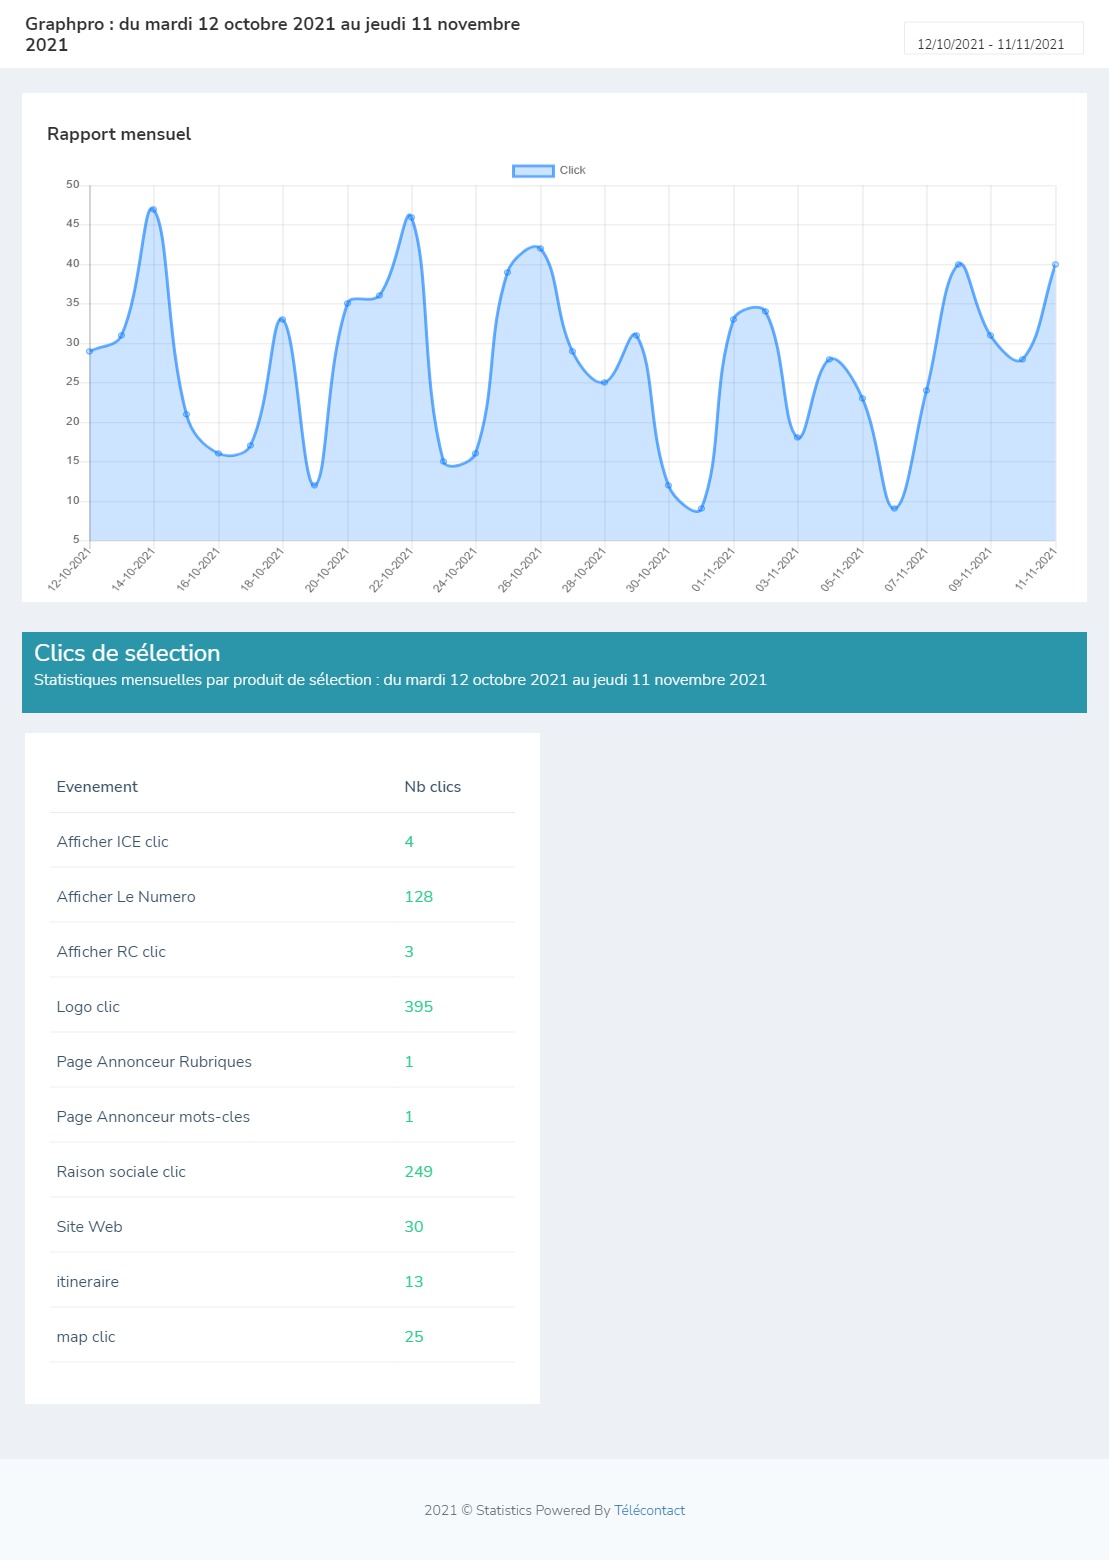 Graphpro : du mardi 12 octobre 2021 au jeudi 11 novembre
2021
12/10/2021 - 11/11/2021
Rapport mensuel
Click
50
45
40
35
30
25
20
15
10
5
12-10-2021
14-10-2021
16-10-2021
18-10-2021
20-10-2021
22-10-2021
24-10-2021
26-10-2021
28-10-2021
30-10-2021
01-11-2021
03-11-2021
05-11-2021
07-11-2021
09-11-2021
11-11-2021
Clics de sélection
Statistiques mensuelles par produit de sélection : du mardi 12 octobre 2021 au jeudi 11 novembre 2021
Evenement Nb clics
Afficher ICE clic 4
Afficher Le Numero 128
Afficher RC clic 3
Logo clic 395
Page Annonceur Rubriques 1
Page Annonceur mots-cles 1
Raison sociale clic 249
Site Web 30
itineraire 13
map clic 25
2021 © Statistics Powered By Télécontact